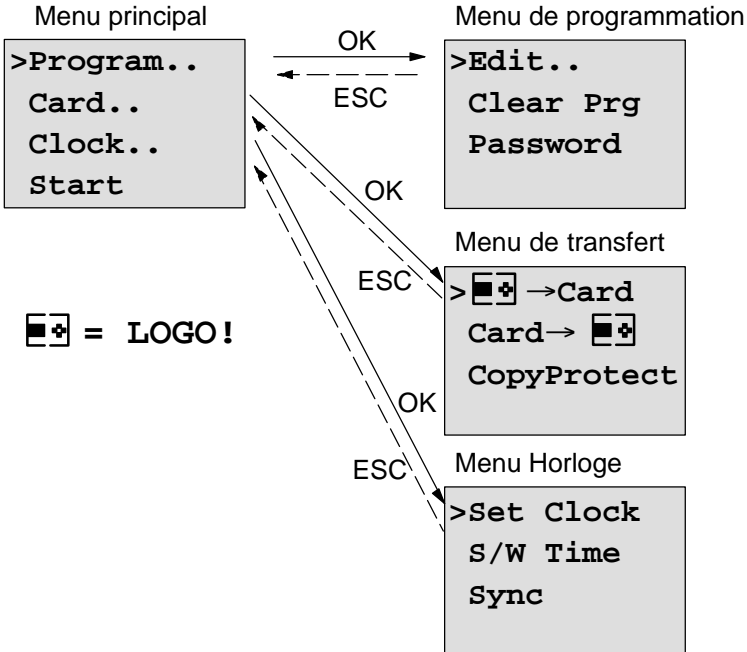 Menu principal
>Program..
Card..
Clock..
Start
OK
ESC
Menu de programmation
>Edit..
Clear Prg
Password
OK
ESC
Menu de transfert
> →Card
Card→
CopyProtect
= LOGO!
OK
ESC
Menu Horloge
>Set Clock
S/W Time
Sync